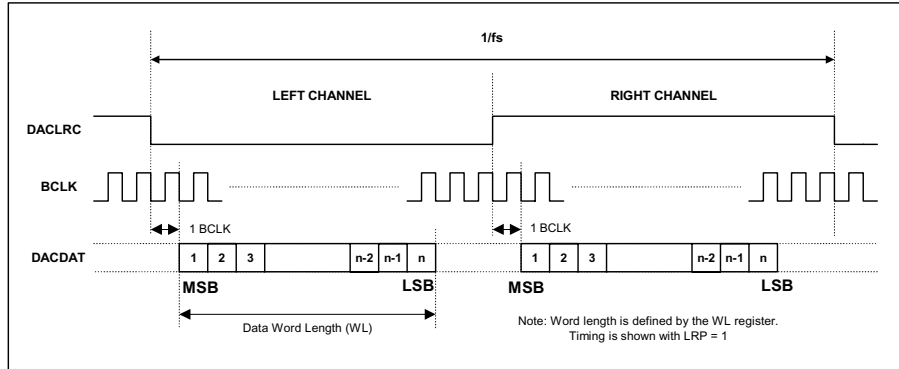 1/fs
LEFT CHANNEL RIGHT CHANNEL
DACLRC
BCLK
1 BCLK 1 BCLK
DACDAT 1 2 3 n-2 n-1 n 1 2 3 n-2 n-1 n
MSB LSB MSB LSB
Data Word Length (WL)
Note: Word length is defined by the WL register.
Timing is shown with LRP = 1